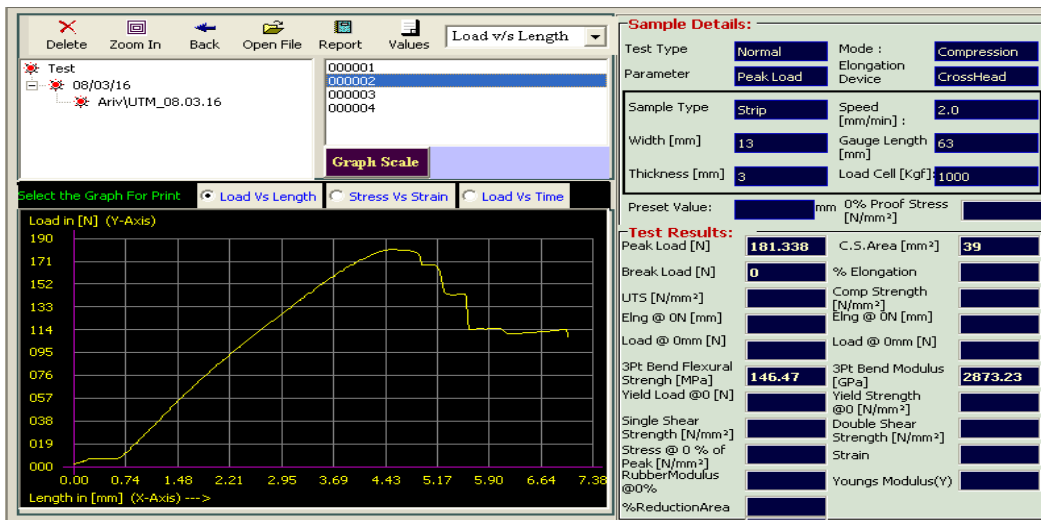 Delete Zoom In Back Open File Report Values Load v/s Length
Test
08/03/16
Ariv\UTM_08.03.16
000001
000002
000003
000004
Graph Scale
Select the Graph For Print Load Vs Length Stress Vs Strain Load Vs Time
Load in [N] (Y-Axis)
190
171
152
133
114
095
076
057
038
019
000
0.00 0.74 1.48 2.21 2.95 3.69 4.43 5.17 5.90 6.64 7.38
Length in [mm] (X-Axis) --->
Sample Details:
Test Type Normal Mode : Compression
Parameter Peak Load Elongation Device CrossHead
Sample Type Strip Speed [mm/min] : 2.0
Width [mm] 13 Gauge Length [mm] 63
Thickness [mm] 3 Load Cell [Kgf]: 1000
Preset Value: mm 0% Proof Stress [N/mm²]
Test Results:
Peak Load [N] 181.338 C.S.Area [mm²] 39
Break Load [N] 0 % Elongation
UTS [N/mm²] Comp Strength [N/mm²]
Elng @ 0N [mm] Elng @ 0N [mm]
Load @ 0mm [N] Load @ 0mm [N]
3Pt Bend Flexural Strengh [MPa] 146.47 3Pt Bend Modulus [GPa] 2873.23
Yield Load @0 [N] Yield Strength @0 [N/mm²]
Single Shear Strength [N/mm²] Double Shear Strength [N/mm²]
Stress @ 0 % of Peak [N/mm²] Strain
RubberModulus @0% Youngs Modulus(Y)
%ReductionArea